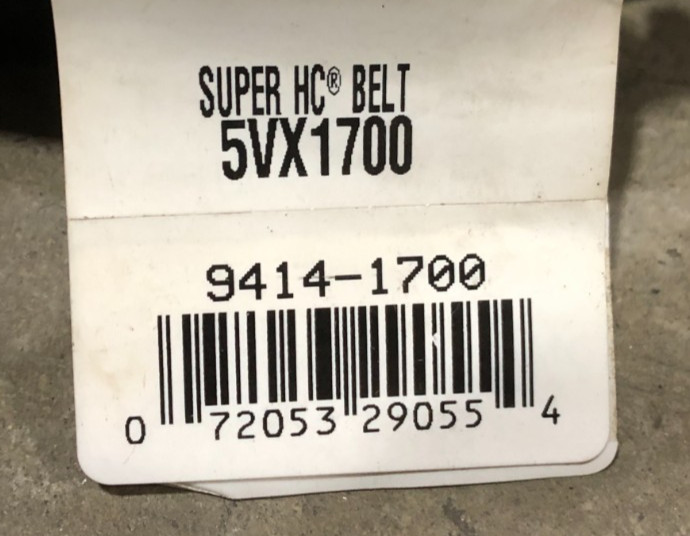 SUPER HC® BELT
5VX1700
9414-1700
0 72053 29055 4